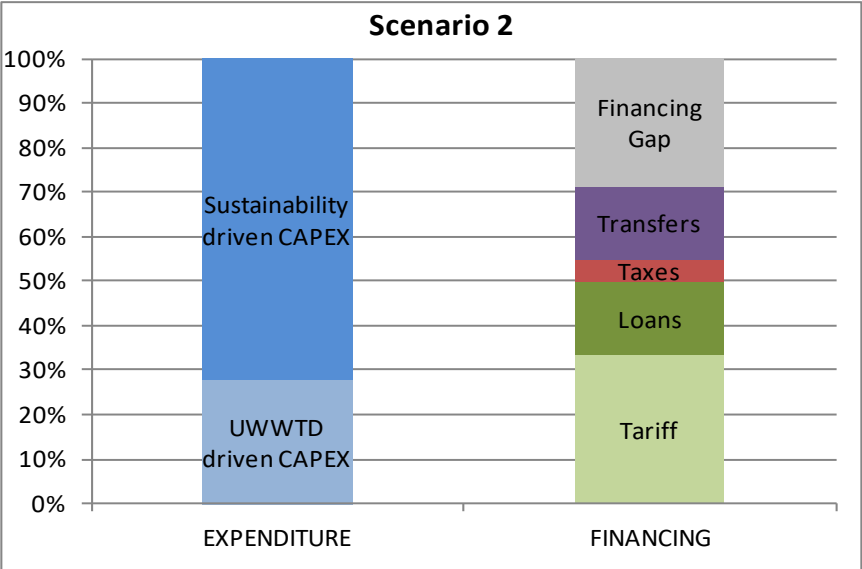 Scenario 2
100%
90%
80%
70%
60%
50%
40%
30%
20%
10%
0%
Sustainability
driven CAPEX
UWWTD
driven CAPEX
Financing
Gap
Transfers
Taxes
Loans
Tariff
EXPENDITURE
FINANCING